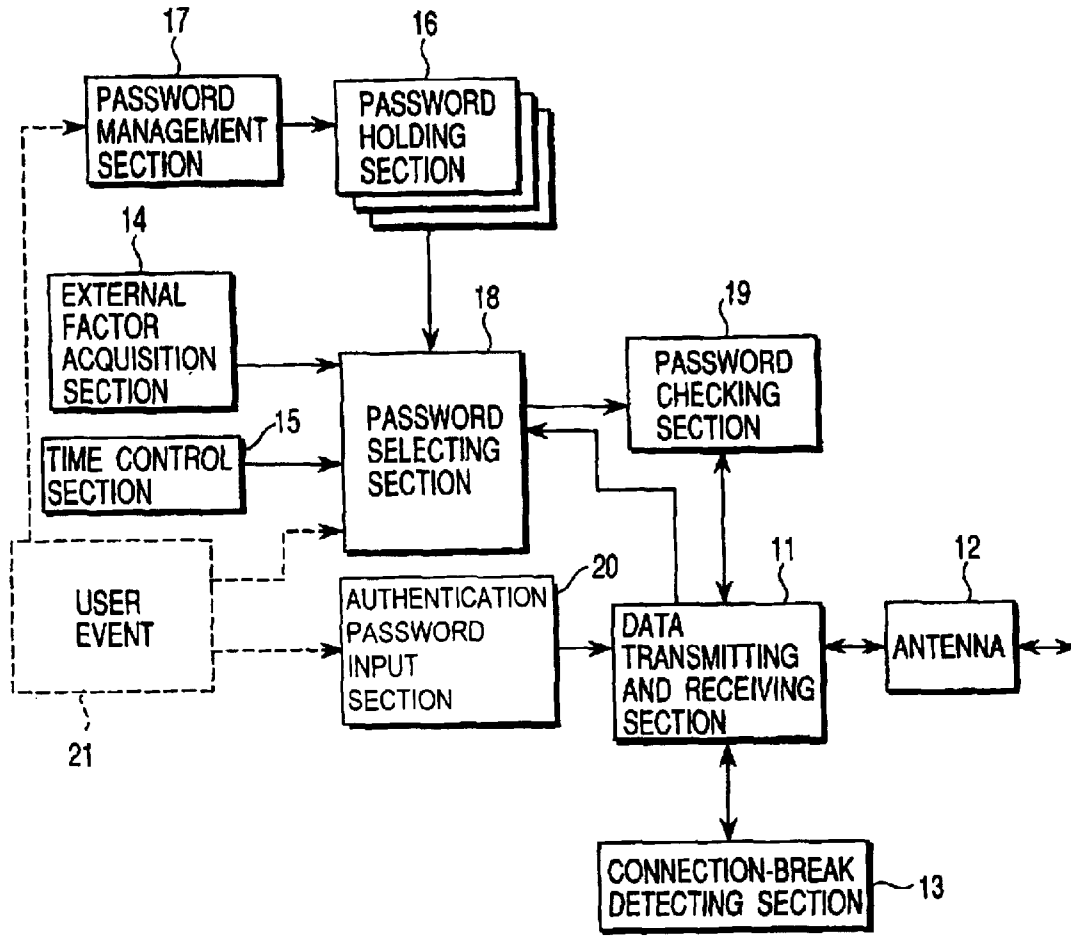 17
16
PASSWORD
MANAGEMENT
SECTION
PASSWORD
HOLDING
SECTION
14
EXTERNAL
FACTOR
ACQUISITION
SECTION
18
19
PASSWORD
SELECTING
SECTION
PASSWORD
CHECKING
SECTION
15
TIME CONTROL
SECTION
USER
EVENT
21
20
AUTHENTICATION
PASSWORD
INPUT
SECTION
11
DATA
TRANSMITTING
AND RECEIVING
SECTION
12
ANTENNA
CONNECTION-BREAK
DETECTING SECTION
13